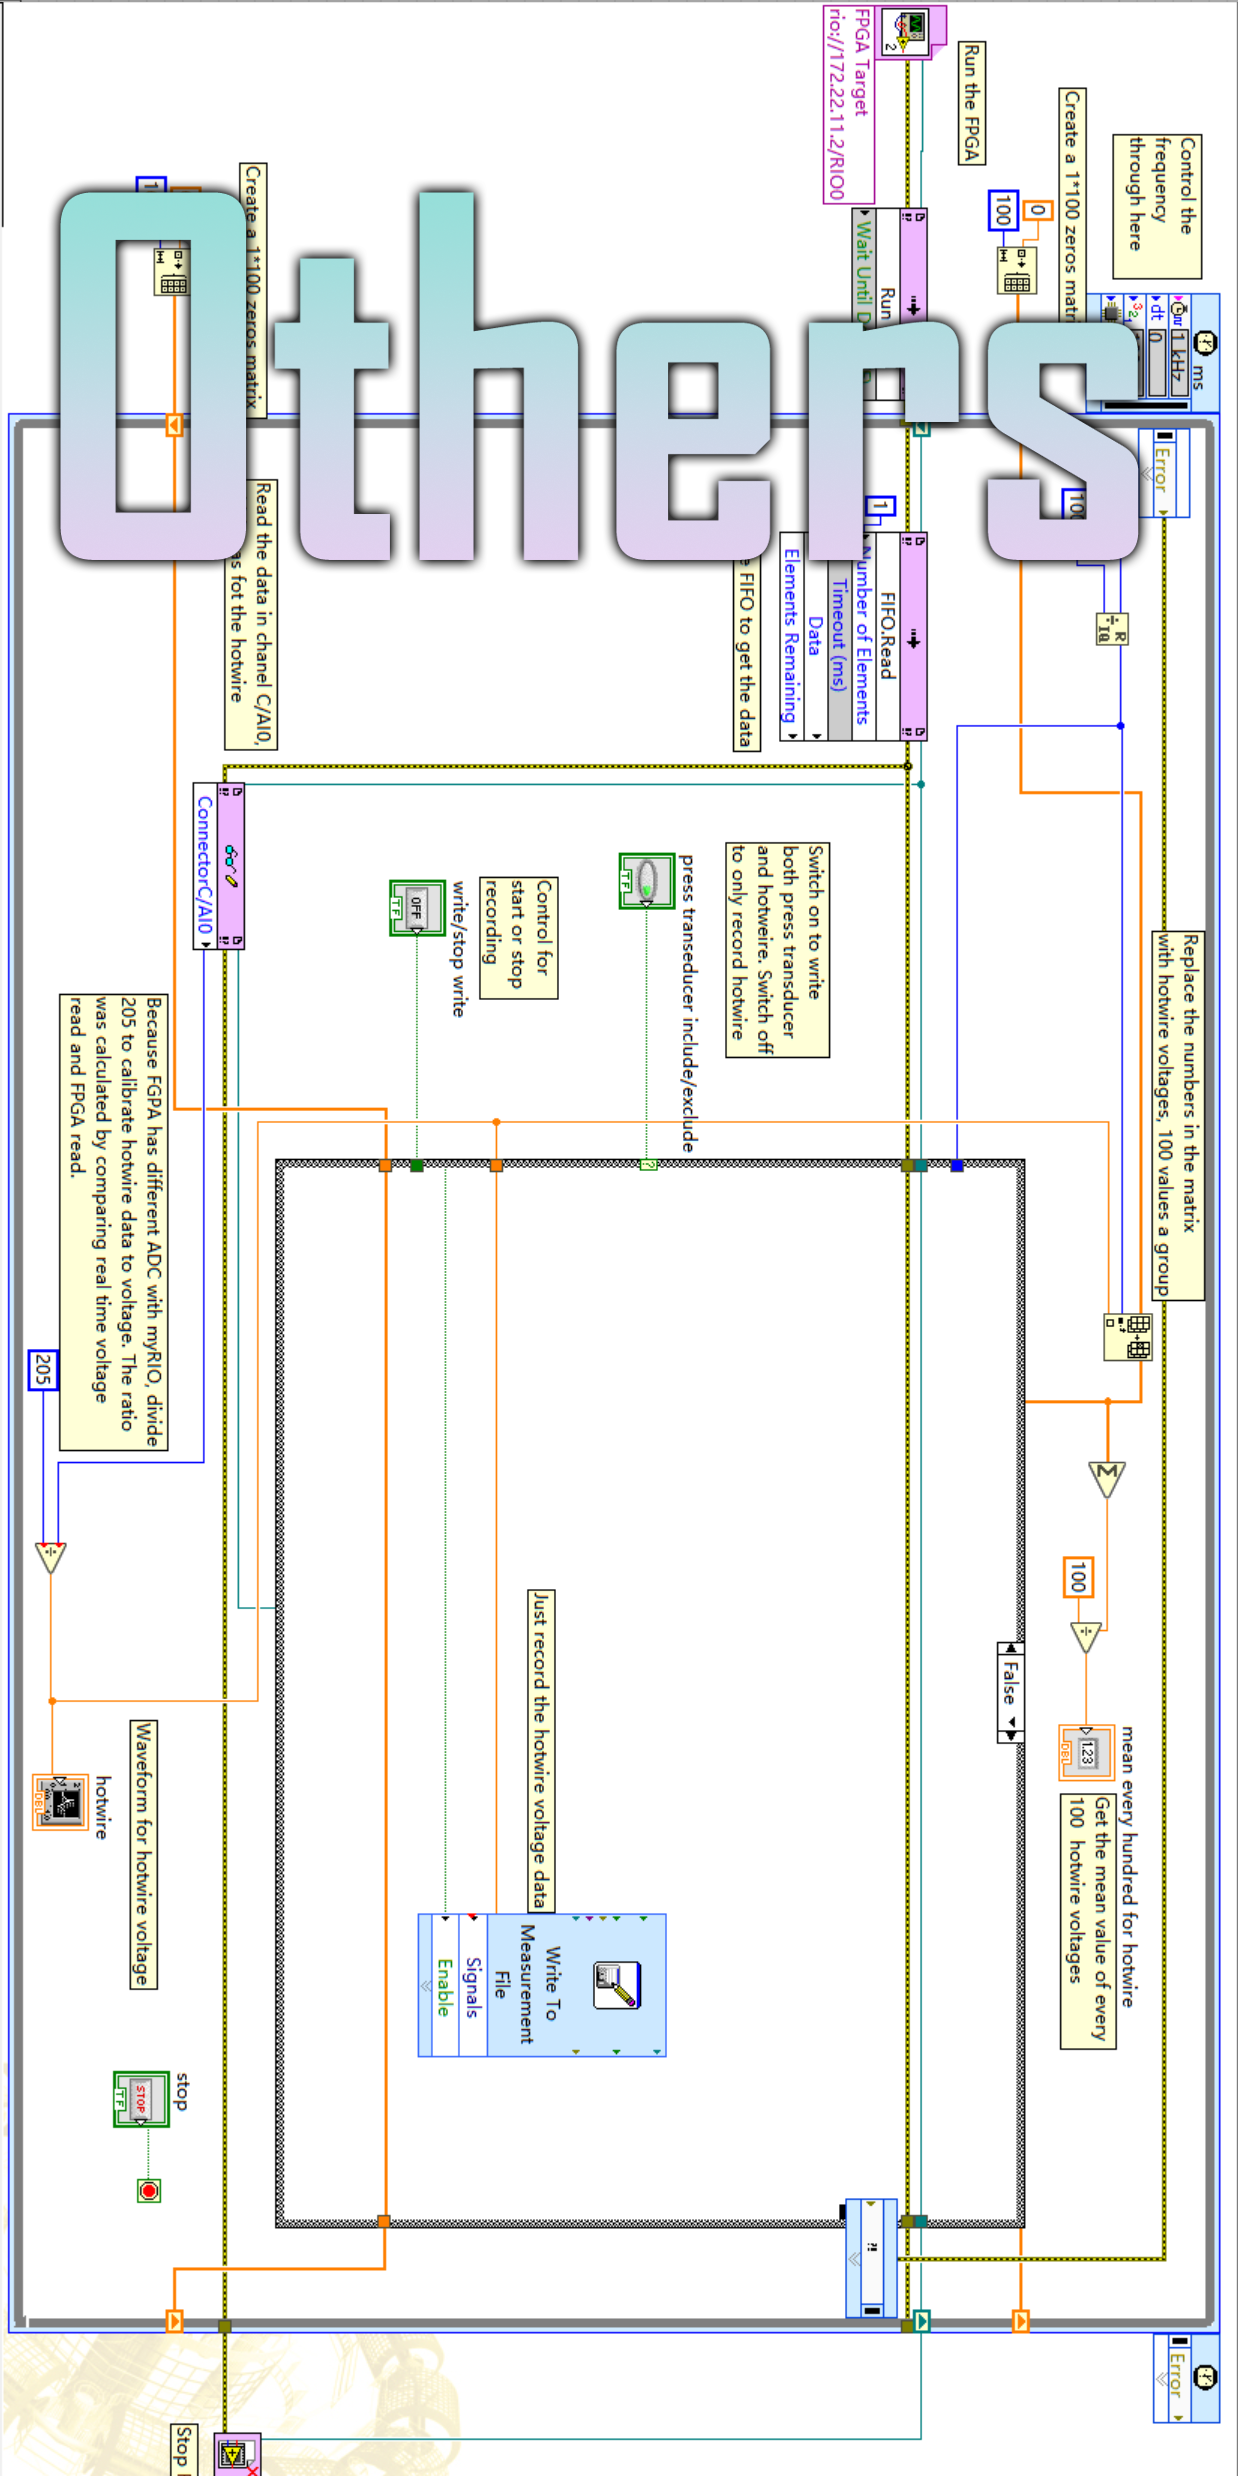 Others
FPGA Target
rio://172.22.11.2/RIO0
Run the FPGA
Create a 1*100 zeros matrix
Control the
frequency
through here
100
0
ms
1 kHz
dt
0
Error
Run
Wait Until D
Create a 1*100 zeros matrix
1
Read the data in chanel C/AI0,
as fot the hotwire
1
FIFO.Read
Number of Elements
Timeout (ms)
Data
Elements Remaining
FIFO to get the data
R
IQ
ConnectorC/AI0
Switch on to write
both press transducer
and hotweire. Switch off
to only record hotwire
press transeducer include/exclude
TF
Control for
start or stop
recording
write/stop write
OFF
TF
Replace the numbers in the matrix
with hotwire voltages, 100 values a group
Because FGPA has different ADC with myRIO, divide
205 to calibrate hotwire data to voltage. The ratio
was calculated by comparing real time voltage
read and FPGA read.
205
False
100
mean every hundred for hotwire
1.23
DBL
Get the mean value of every
100 hotwire voltages
Just record the hotwire voltage data
Write To
Measurement
File
Signals
Enable
Waveform for hotwire voltage
hotwire
DBL
stop
STOP
TF
Error
Stop